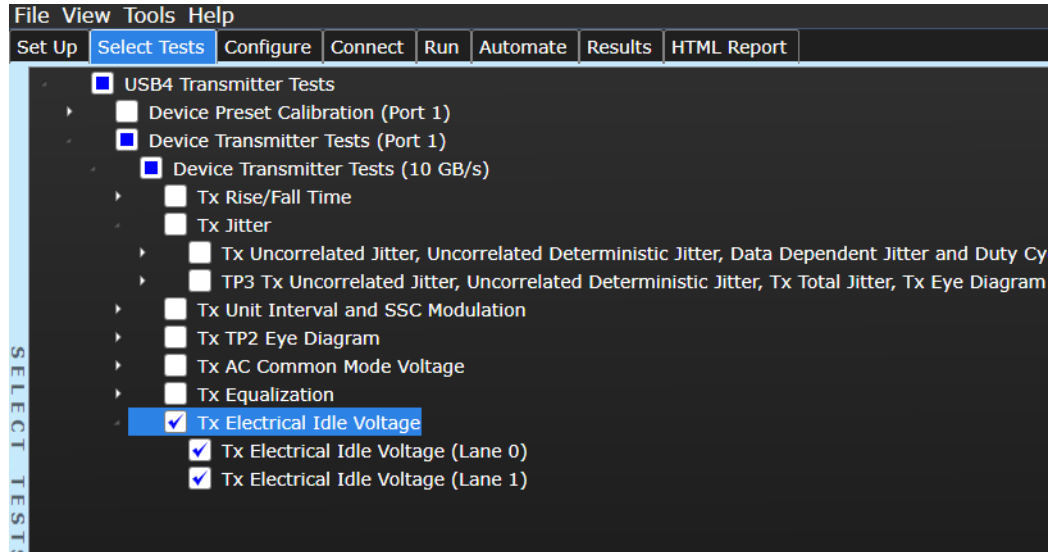 File View Tools Help
Set Up Select Tests Configure Connect Run Automate Results HTML Report
USB4 Transmitter Tests
Device Preset Calibration (Port 1)
Device Transmitter Tests (Port 1)
Device Transmitter Tests (10 GB/s)
Tx Rise/Fall Time
Tx Jitter
Tx Uncorrelated Jitter, Uncorrelated Deterministic Jitter, Data Dependent Jitter and Duty Cy
TP3 Tx Uncorrelated Jitter, Uncorrelated Deterministic Jitter, Tx Total Jitter, Tx Eye Diagram
Tx Unit Interval and SSC Modulation
Tx TP2 Eye Diagram
Tx AC Common Mode Voltage
Tx Equalization
Tx Electrical Idle Voltage
Tx Electrical Idle Voltage (Lane 0)
Tx Electrical Idle Voltage (Lane 1)
SELECT TESTS